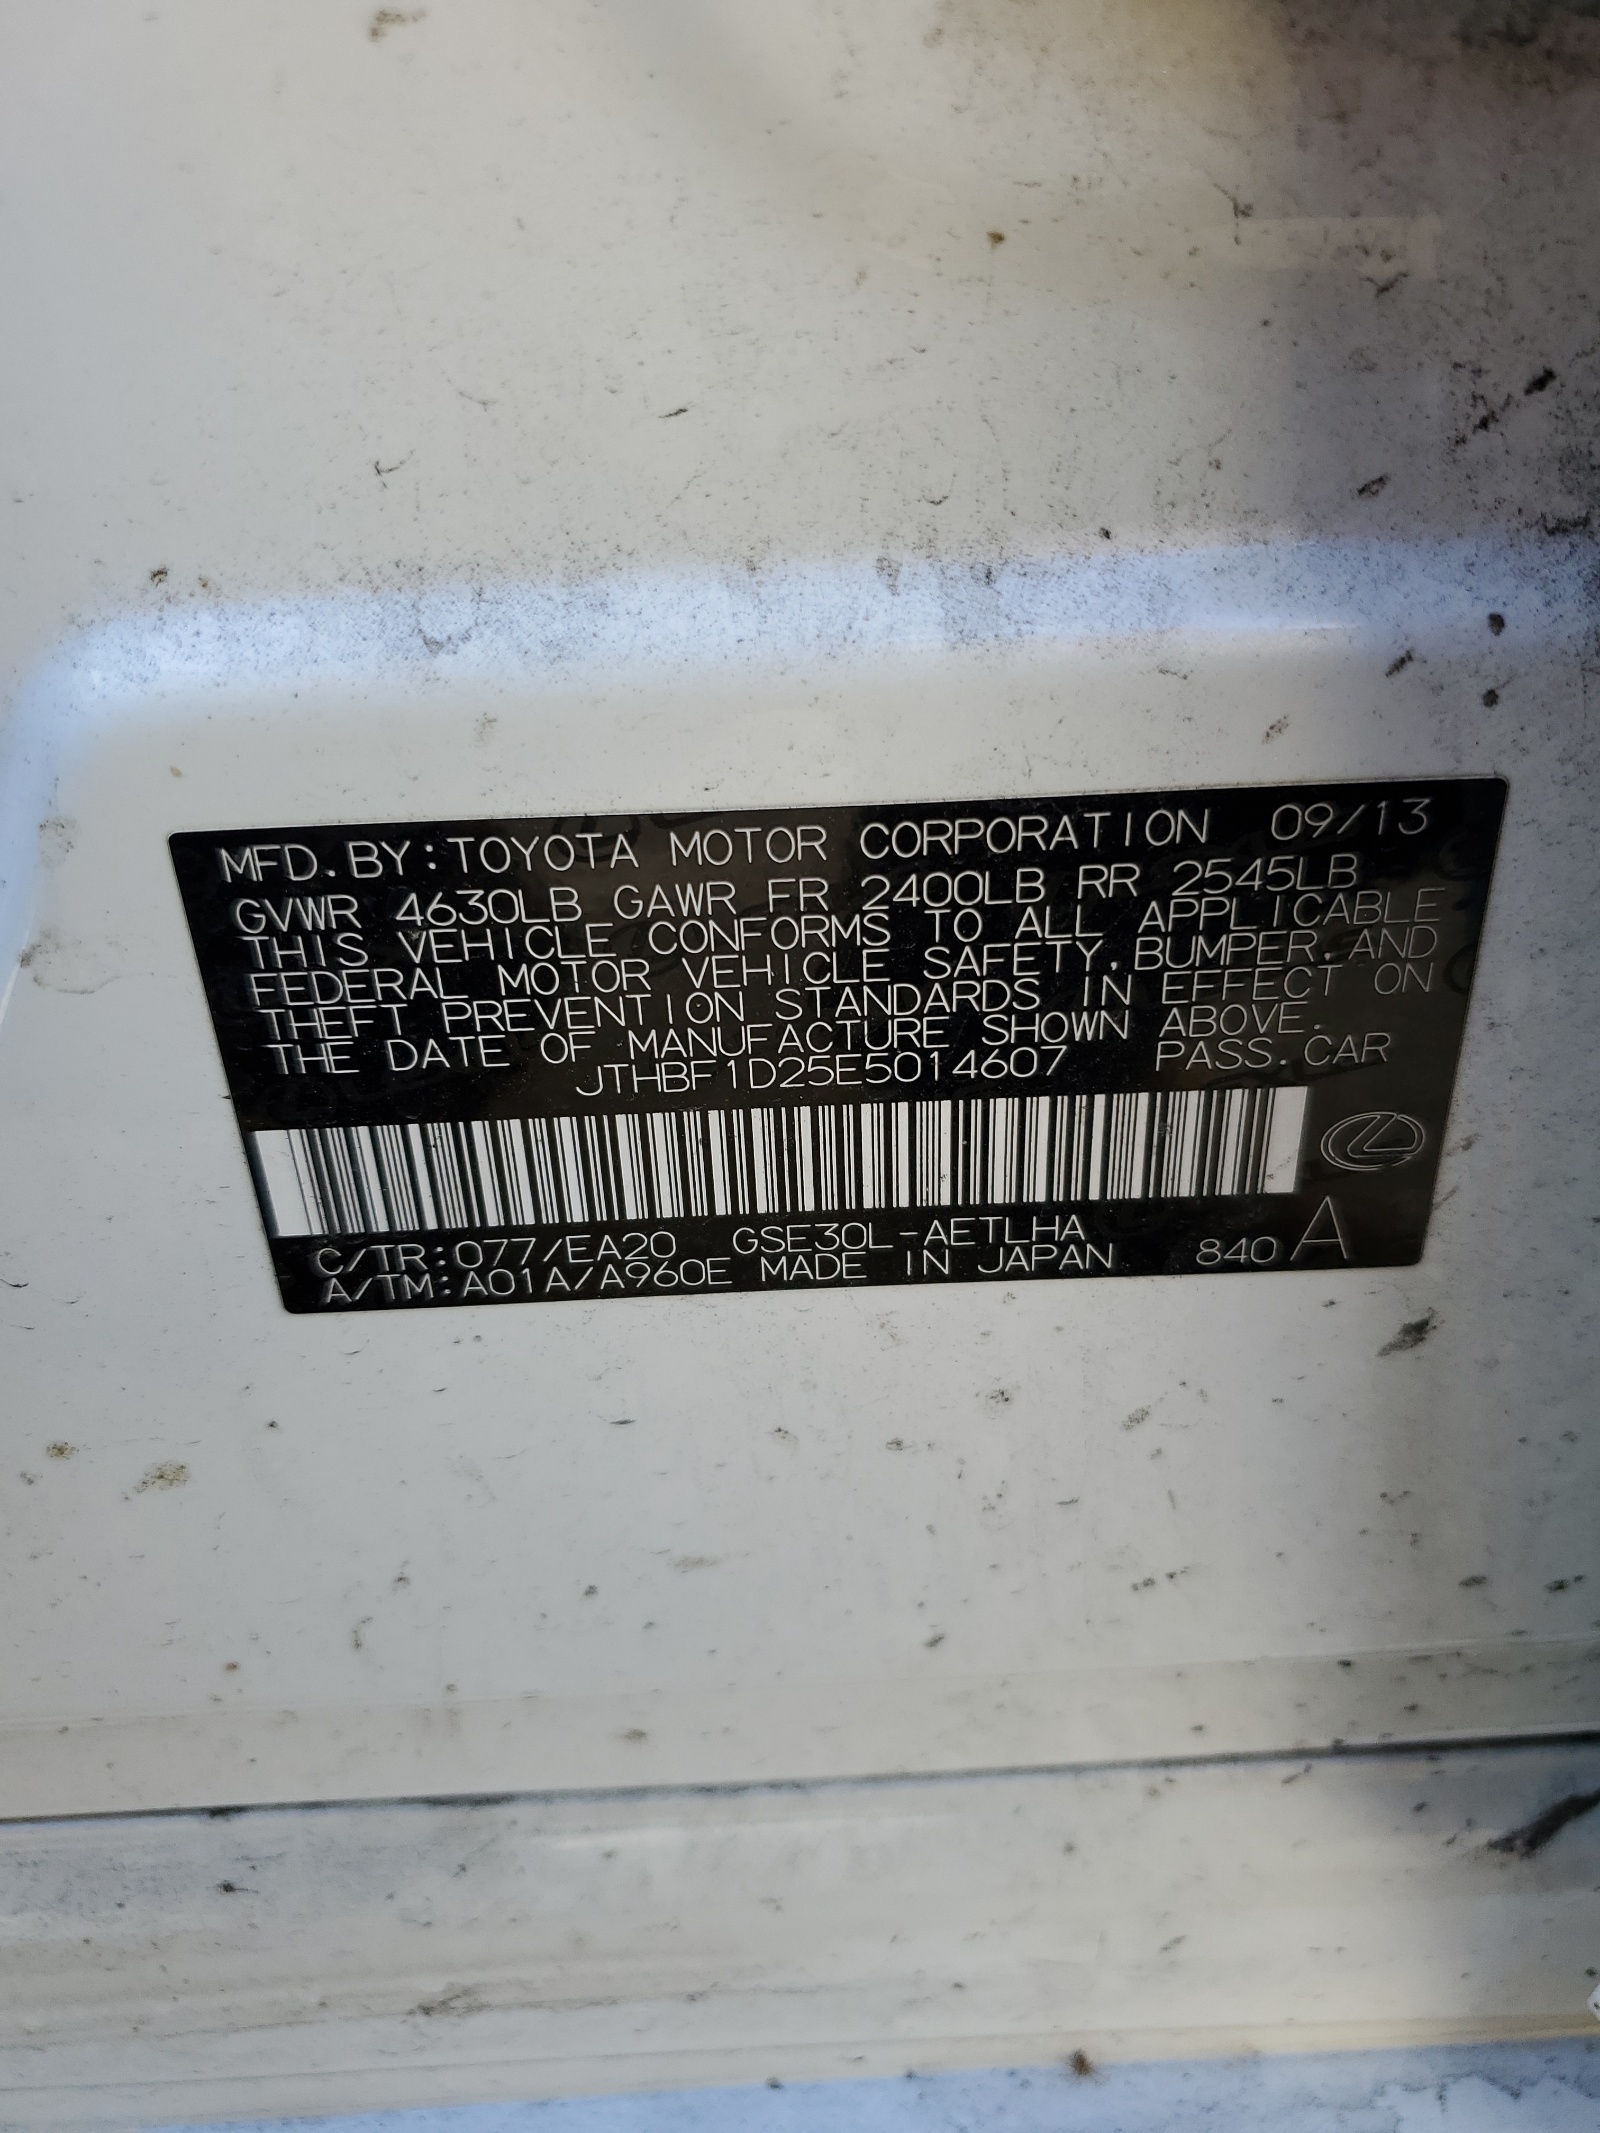 MFD.BY:TOYOTA MOTOR CORPORATION 09/13
GVWR 4630LB GAWR FR 2400LB RR 2545LB
THIS VEHICLE CONFORMS TO ALL APPLICABLE
FEDERAL MOTOR VEHICLE SAFETY,BUMPER,AND
THEFT PREVENTION STANDARDS IN EFFECT ON
THE DATE OF MANUFACTURE SHOWN ABOVE.
JTHBF1D25E5014607 PASS.CAR
C/TR:077/EA20 GSE30L-AETLHA 840 A
A/TM:A01A/A960E MADE IN JAPAN